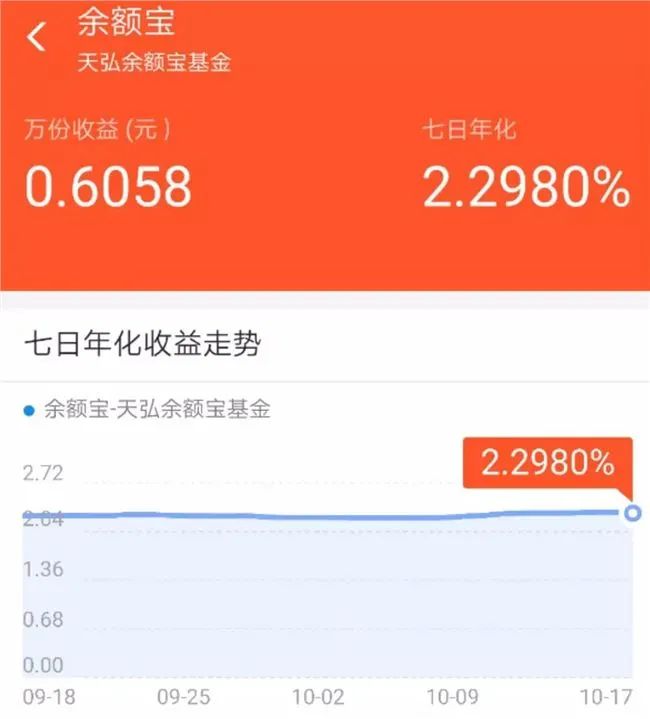 余额宝
天弘余额宝基金
万份收益 (元 ) 七日年化
0.6058 2.2980%
七日年化收益走势
余额宝-天弘余额宝基金
2.2980%
2.72
2.04
1.36
0.68
0.00
09-18 09-25 10-02 10-09 10-17